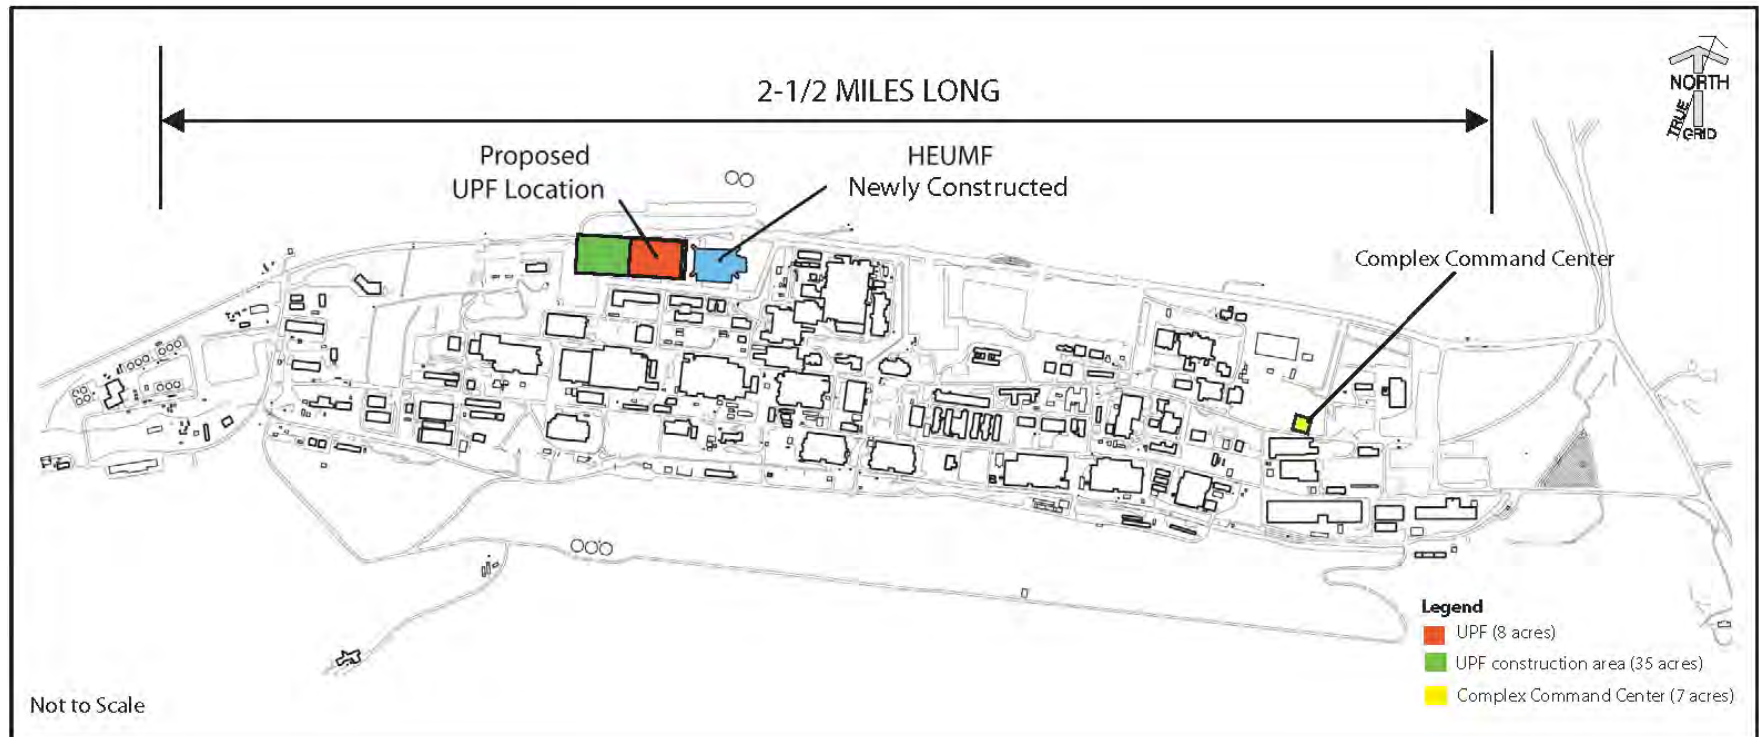 2-1/2 MILES LONG
NORTH
TRUE
GRID
Proposed
UPF Location
HEUMF
Newly Constructed
Complex Command Center
Legend
UPF (8 acres)
UPF construction area (35 acres)
Complex Command Center (7 acres)
Not to Scale